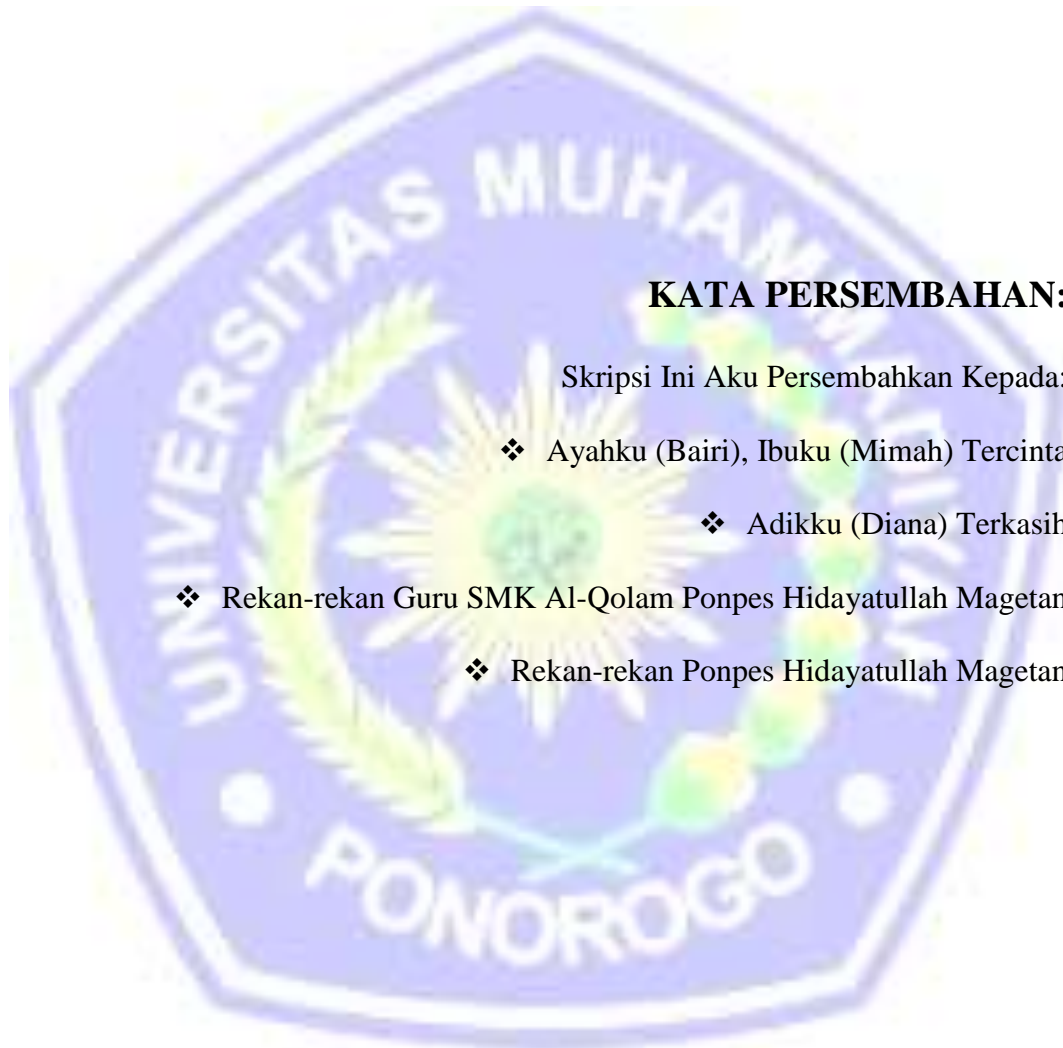 UNIVERSITAS MUHAMMADIYAH
PONOROGO
KATA PERSEMBAHAN:
Skripsi Ini Aku Persembahkan Kepada:
❖ Ayahku (Bairi), Ibuku (Mimah) Tercinta
❖ Adikku (Diana) Terkasih
❖ Rekan-rekan Guru SMK Al-Qolam Ponpes Hidayatullah Magetan
❖ Rekan-rekan Ponpes Hidayatullah Magetan